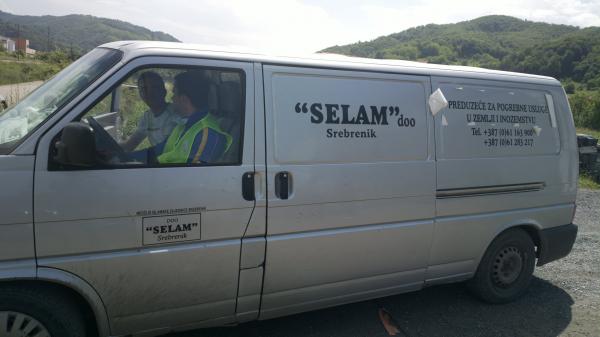 "SELAM" doo
Srebrenik
PREDUZEĆE ZA POGREBNE USLUGE
U ZEMLJI I INOZEMSTVU
Tel. +387 (0)61 163 900
+387 (0)61 283 217
DOO
"SELAM"
Srebrenik